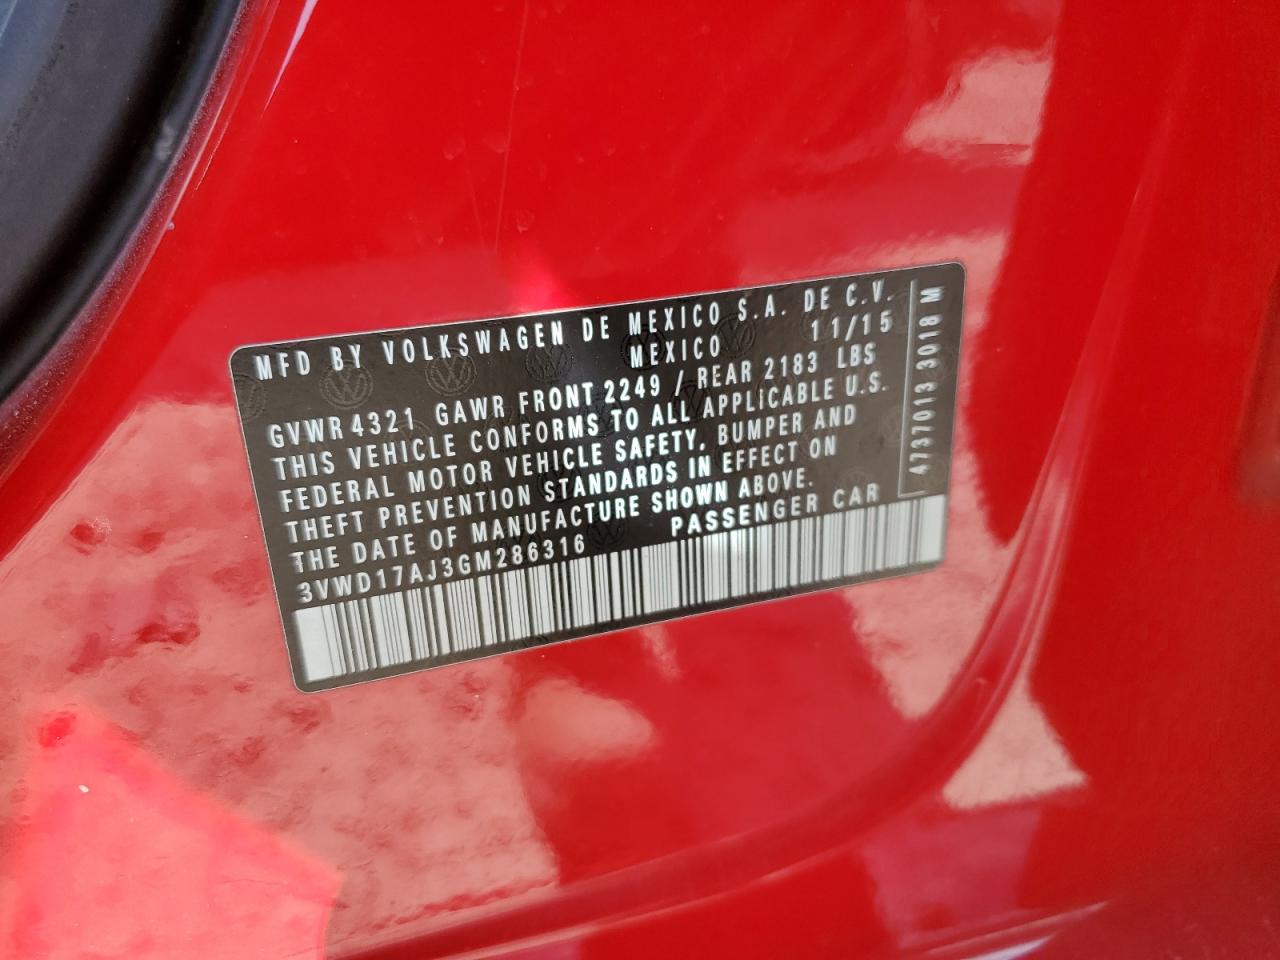 MFD BY VOLKSWAGEN DE MEXICO S.A. DE C.V.
MEXICO 11/15
GVWR 4321 GAWR FRONT 2249 / REAR 2183 LBS
THIS VEHICLE CONFORMS TO ALL APPLICABLE U.S.
FEDERAL MOTOR VEHICLE SAFETY, BUMPER AND
THEFT PREVENTION STANDARDS IN EFFECT ON
THE DATE OF MANUFACTURE SHOWN ABOVE.
3VWD17AJ3GM286316 PASSENGER CAR
4737013 3018 M